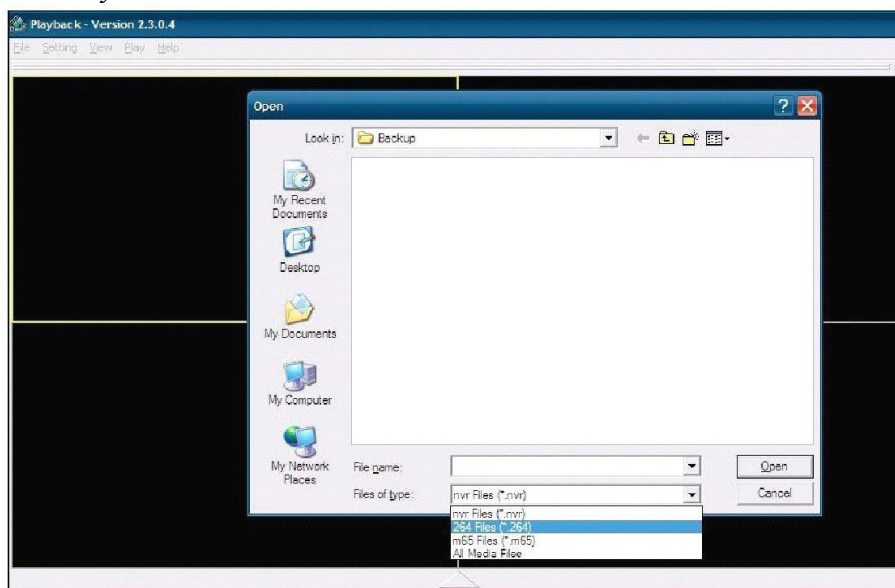 Playback - Version 2.3.0.4
File Setting View Play Help
Open
Look in: Backup
My Recent
Documents
Desktop
My Documents
My Computer
My Network
Places
File name:
Open
Files of type: nvr Files (*.nvr)
Cancel
nvr Files (*.nvr)
264 Files (*.264)
m65 Files (*.m65)
All Media Files